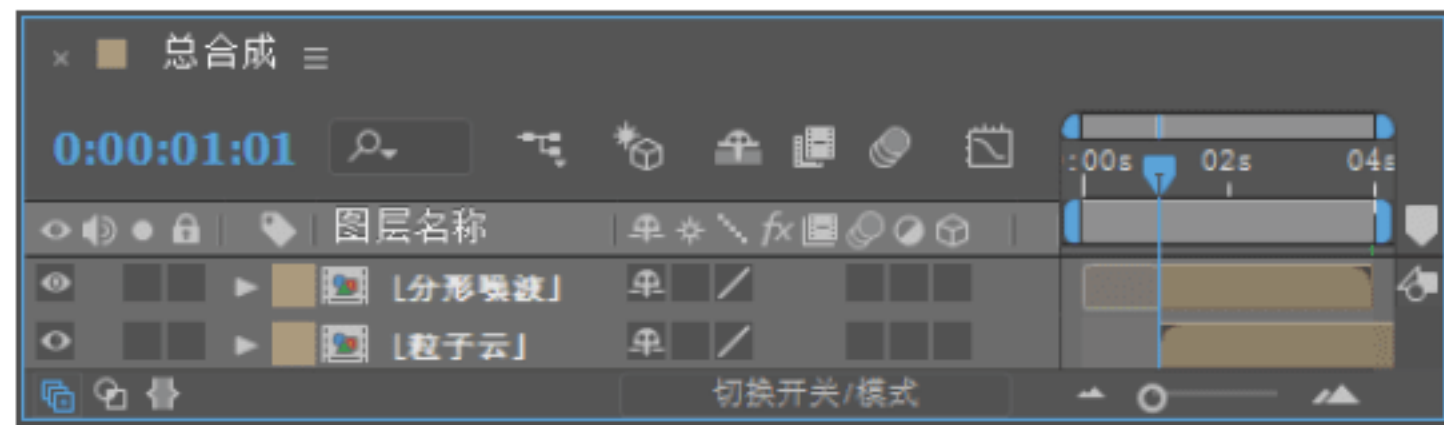 × 总合成 ≡
0:00:01:01
:00s 02s 04s
图层名称 fx
[分形噪波]
[粒子云]
切换开关/模式